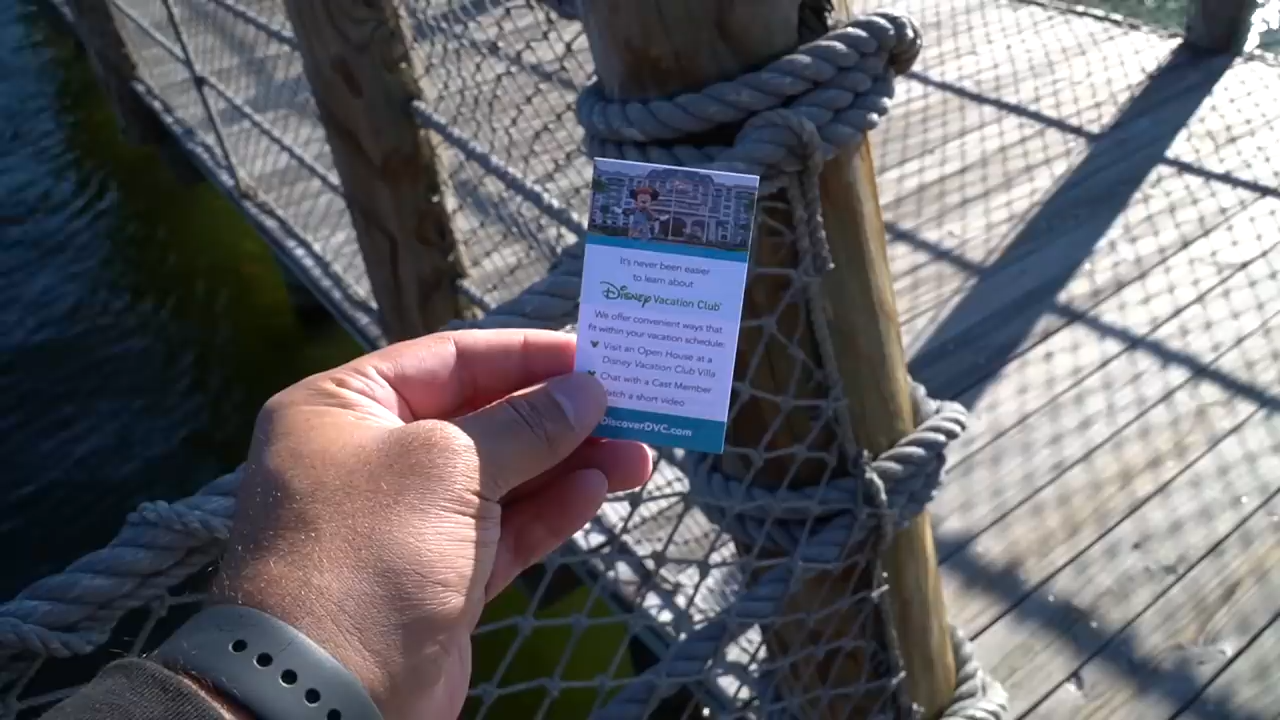 It's never been easier
to learn about
Disney Vacation Club
We offer convenient ways that
fit within your vacation schedule:
Visit an Open House at a
Disney Vacation Club Villa
Chat with a Cast Member
a short video
DiscoverDVC.com